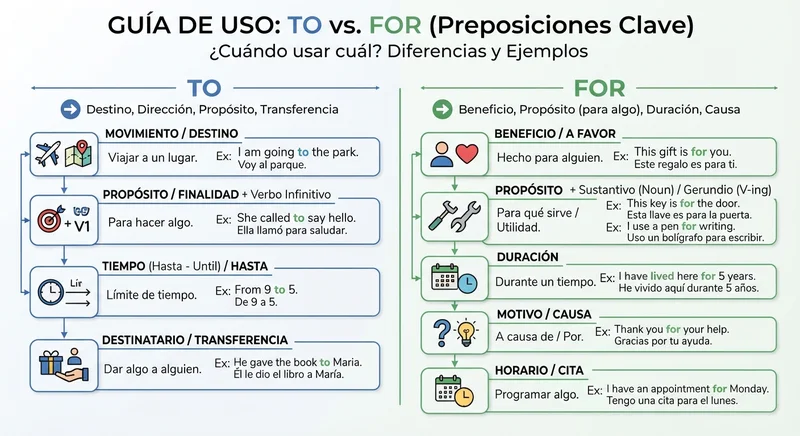 GUÍA DE USO: TO vs. FOR (Preposiciones Clave)
¿Cuándo usar cuál? Diferencias y Ejemplos
TO
Destino, Dirección, Propósito, Transferencia
MOVIMIENTO / DESTINO
Viajar a un lugar.
Ex: I am going to the park.
Voy al parque.
PROPÓSITO / FINALIDAD + Verbo Infinitivo
+ V1
Para hacer algo.
Ex: She called to say hello.
Ella llamó para saludar.
TIEMPO (Hasta - Until) / HASTA
Límite de tiempo.
Ex: From 9 to 5.
De 9 a 5.
DESTINATARIO / TRANSFERENCIA
Dar algo a alguien.
Ex: He gave the book to Maria.
Él le dio el libro a María.
FOR
Beneficio, Propósito (para algo), Duración, Causa
BENEFICIO / A FAVOR
Hecho para alguien.
Ex: This gift is for you.
Este regalo es para ti.
PROPÓSITO + Sustantivo (Noun) / Gerundio (V-ing)
Para qué sirve /
Utilidad.
Ex: This key is for the door.
Esta llave es para la puerta.
Ex: I use a pen for writing.
Uso un bolígrafo para escribir.
DURACIÓN
Durante un tiempo.
Ex: I have lived here for 5 years.
He vivido aquí durante 5 años.
MOTIVO / CAUSA
?
A causa de / Por.
Ex: Thank you for your help.
Gracias por tu ayuda.
HORARIO / CITA
Programar algo.
Ex: I have an appointment for Monday.
Tengo una cita para el lunes.